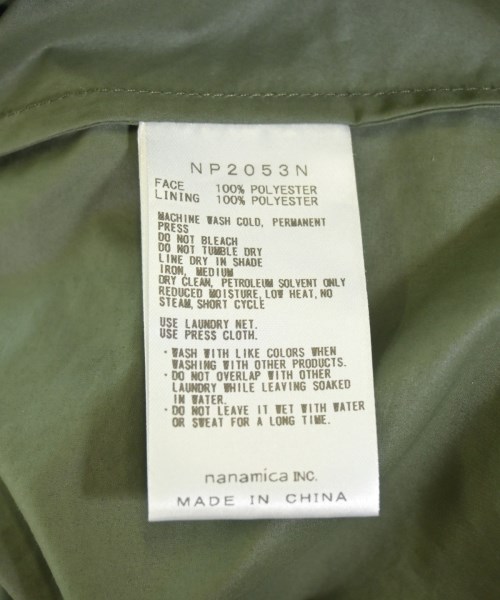 NP2053N
FACE 100% POLYESTER
LINING 100% POLYESTER
MACHINE WASH COLD, PERMANENT
PRESS
DO NOT BLEACH
DO NOT TUMBLE DRY
LINE DRY IN SHADE
IRON, MEDIUM
DRY CLEAN, PETROLEUM SOLVENT ONLY
REDUCED MOISTURE, LOW HEAT, NO
STEAM, SHORT CYCLE
USE LAUNDRY NET.
USE PRESS CLOTH.
・WASH WITH LIKE COLORS WHEN
WASHING WITH OTHER PRODUCTS.
・DO NOT OVERLAP WITH OTHER
LAUNDRY WHILE LEAVING SOAKED
IN WATER.
・DO NOT LEAVE IT WET WITH WATER
OR SWEAT FOR A LONG TIME.
nanamica INC.
MADE IN CHINA